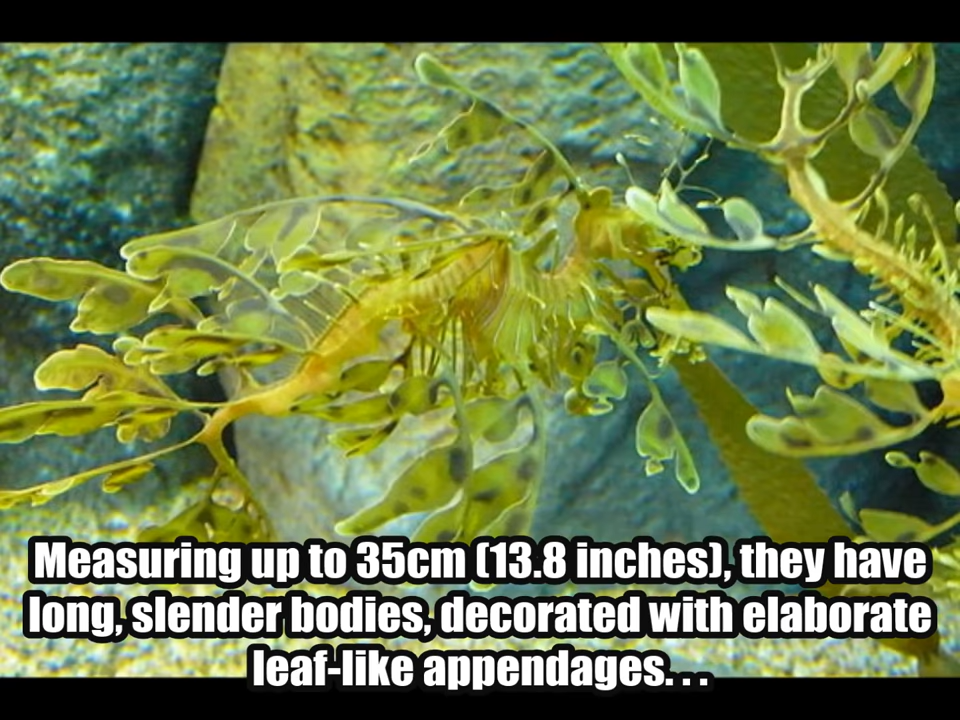 Measuring up to 35cm (13.8 inches), they have
long, slender bodies, decorated with elaborate
leaf-like appendages. . .